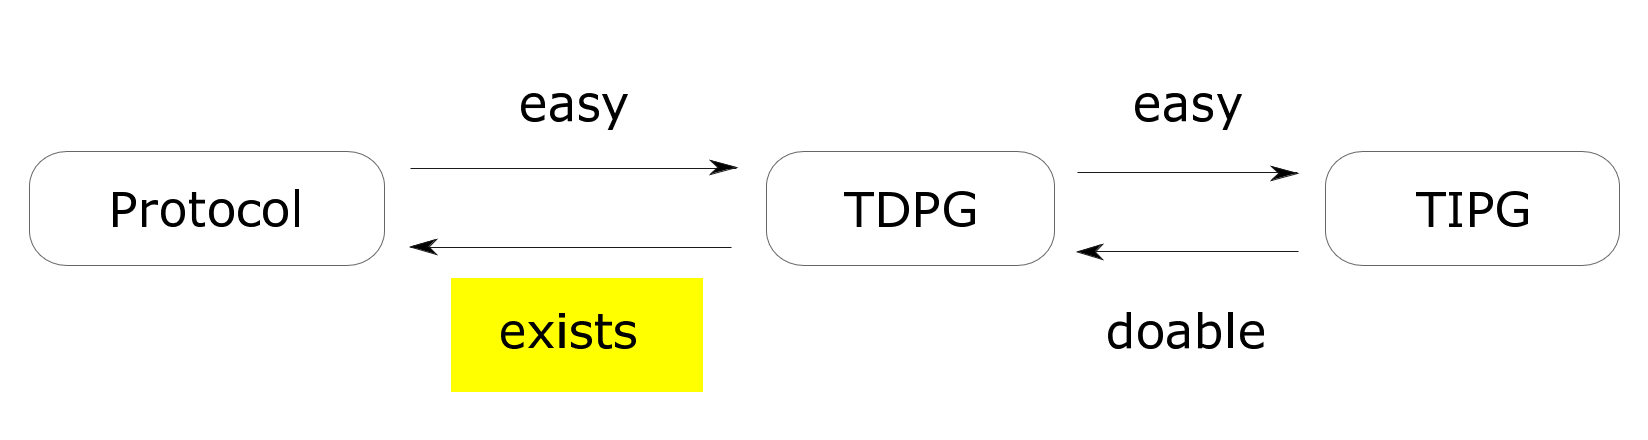 easy
easy
Protocol
TDPG
TIPG
exists
doable